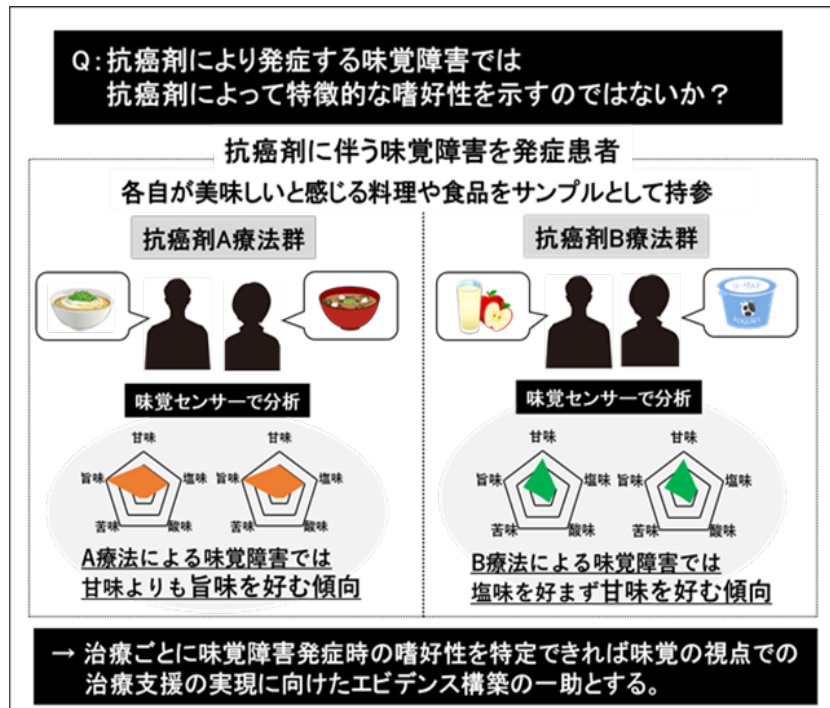 Q：抗癌剤により発症する味覚障害では
抗癌剤によって特徴的な嗜好性を示すのではないか？
抗癌剤に伴う味覚障害を発症患者
各自が美味しいと感じる料理や食品をサンプルとして持参
抗癌剤A療法群
味覚センサーで分析
甘味
旨味
塩味
苦味
酸味
甘味
旨味
塩味
苦味
酸味
A療法による味覚障害では
甘味よりも旨味を好む傾向
抗癌剤B療法群
ヨーグルト
YOGURT
味覚センサーで分析
甘味
旨味
塩味
苦味
酸味
甘味
旨味
塩味
苦味
酸味
B療法による味覚障害では
塩味を好まず甘味を好む傾向
→ 治療ごとに味覚障害発症時の嗜好性を特定できれば味覚の視点での
治療支援の実現に向けたエビデンス構築の一助とする。